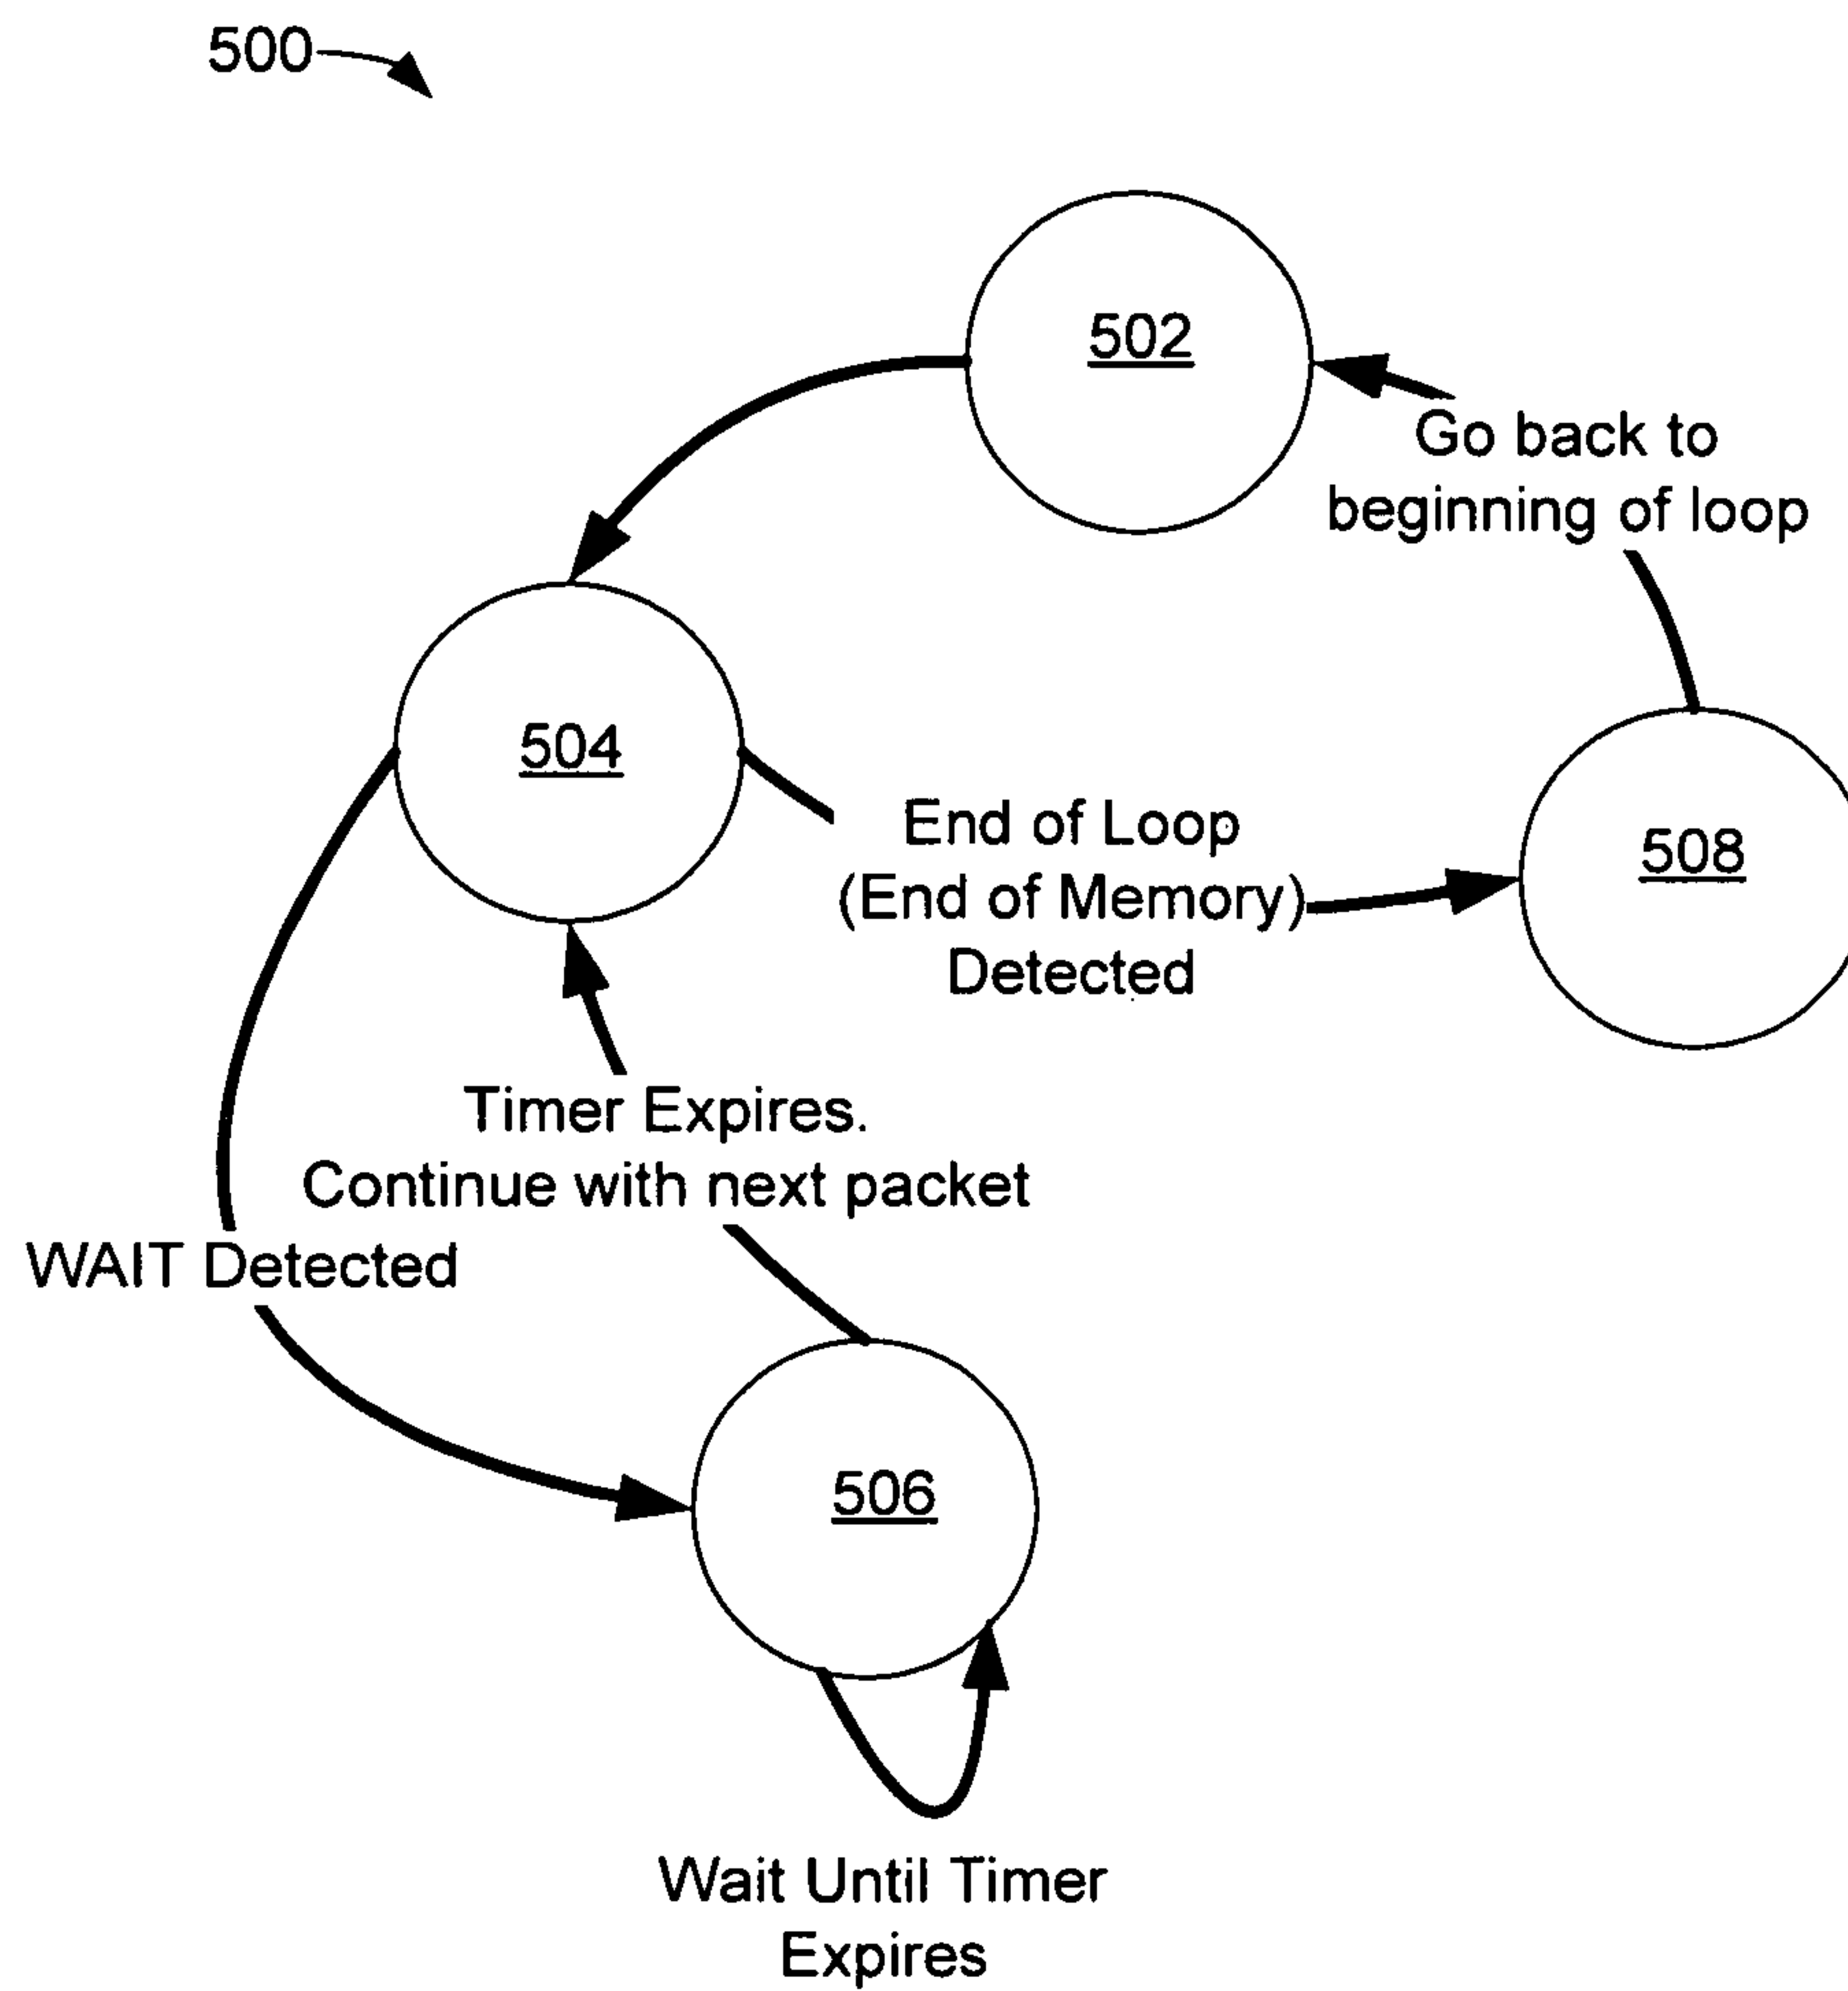 500
502
Go back to
beginning of loop
504
End of Loop
(End of Memory)
Detected
508
Timer Expires.
Continue with next packet
WAIT Detected
506
Wait Until Timer
Expires